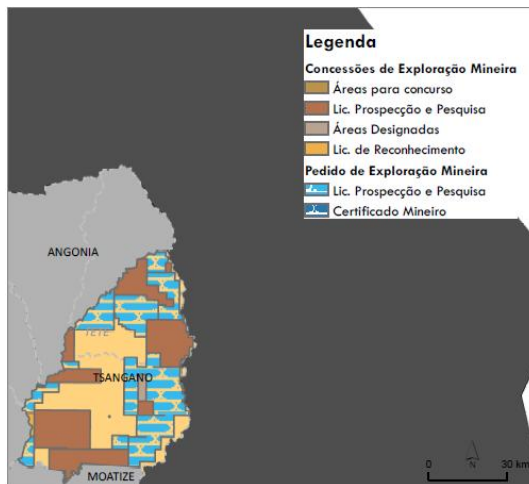 Legenda
Concessões de Exploração Mineira
Áreas para concurso
Lic. Prospecção e Pesquisa
Áreas Designadas
Lic. de Reconhecimento
Pedido de Exploração Mineira
Lic. Prospecção e Pesquisa
Certificado Mineiro
ANGONIA
TETE
TSANGANO
MOATIZE
N
0 30 km